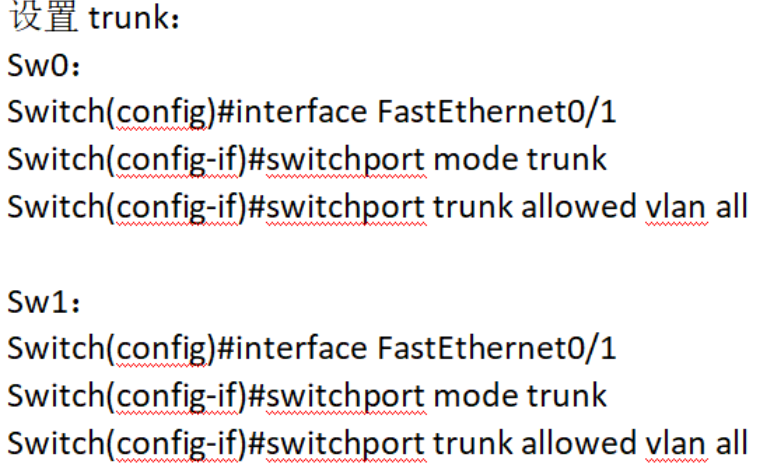 设置 trunk：
Sw0：
Switch(config)#interface FastEthernet0/1
Switch(config-if)#switchport mode trunk
Switch(config-if)#switchport trunk allowed vlan all
Sw1：
Switch(config)#interface FastEthernet0/1
Switch(config-if)#switchport mode trunk
Switch(config-if)#switchport trunk allowed vlan all